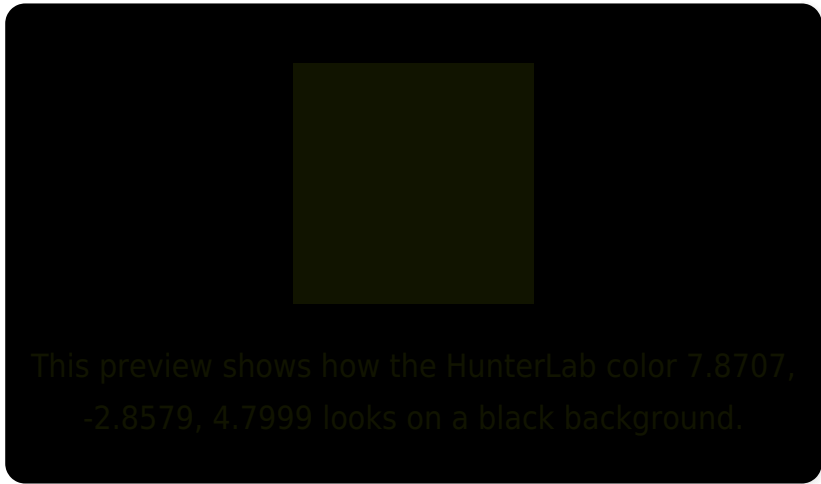 This preview shows how the HunterLab color 7.8707,
-2.8579, 4.7999 looks on a black background.